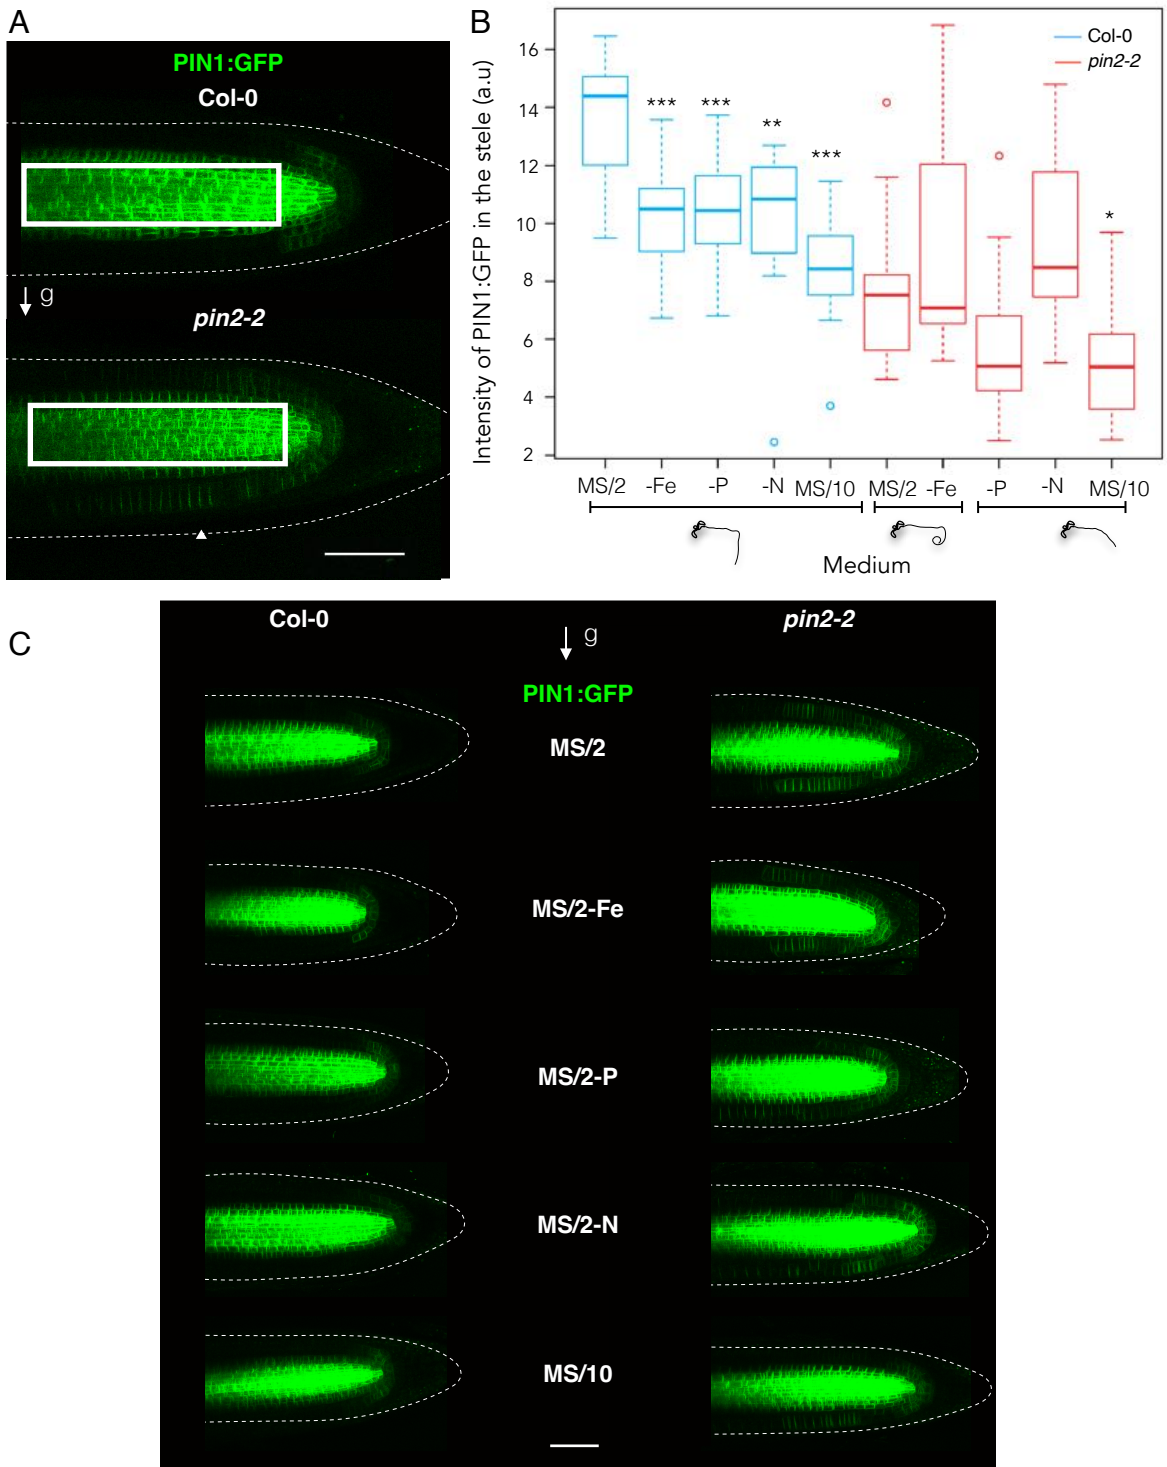 A
PIN1:GFP
Col-0
g
pin2-2
B
Intensity of PIN1:GFP in the stele (a.u)
16
14
12
10
8
6
4
2
Col-0
pin2-2
***
***
**
***
*
MS/2 -Fe -P -N MS/10 MS/2 -Fe -P -N MS/10
Medium
C
Col-0
g
pin2-2
PIN1:GFP
MS/2
MS/2-Fe
MS/2-P
MS/2-N
MS/10